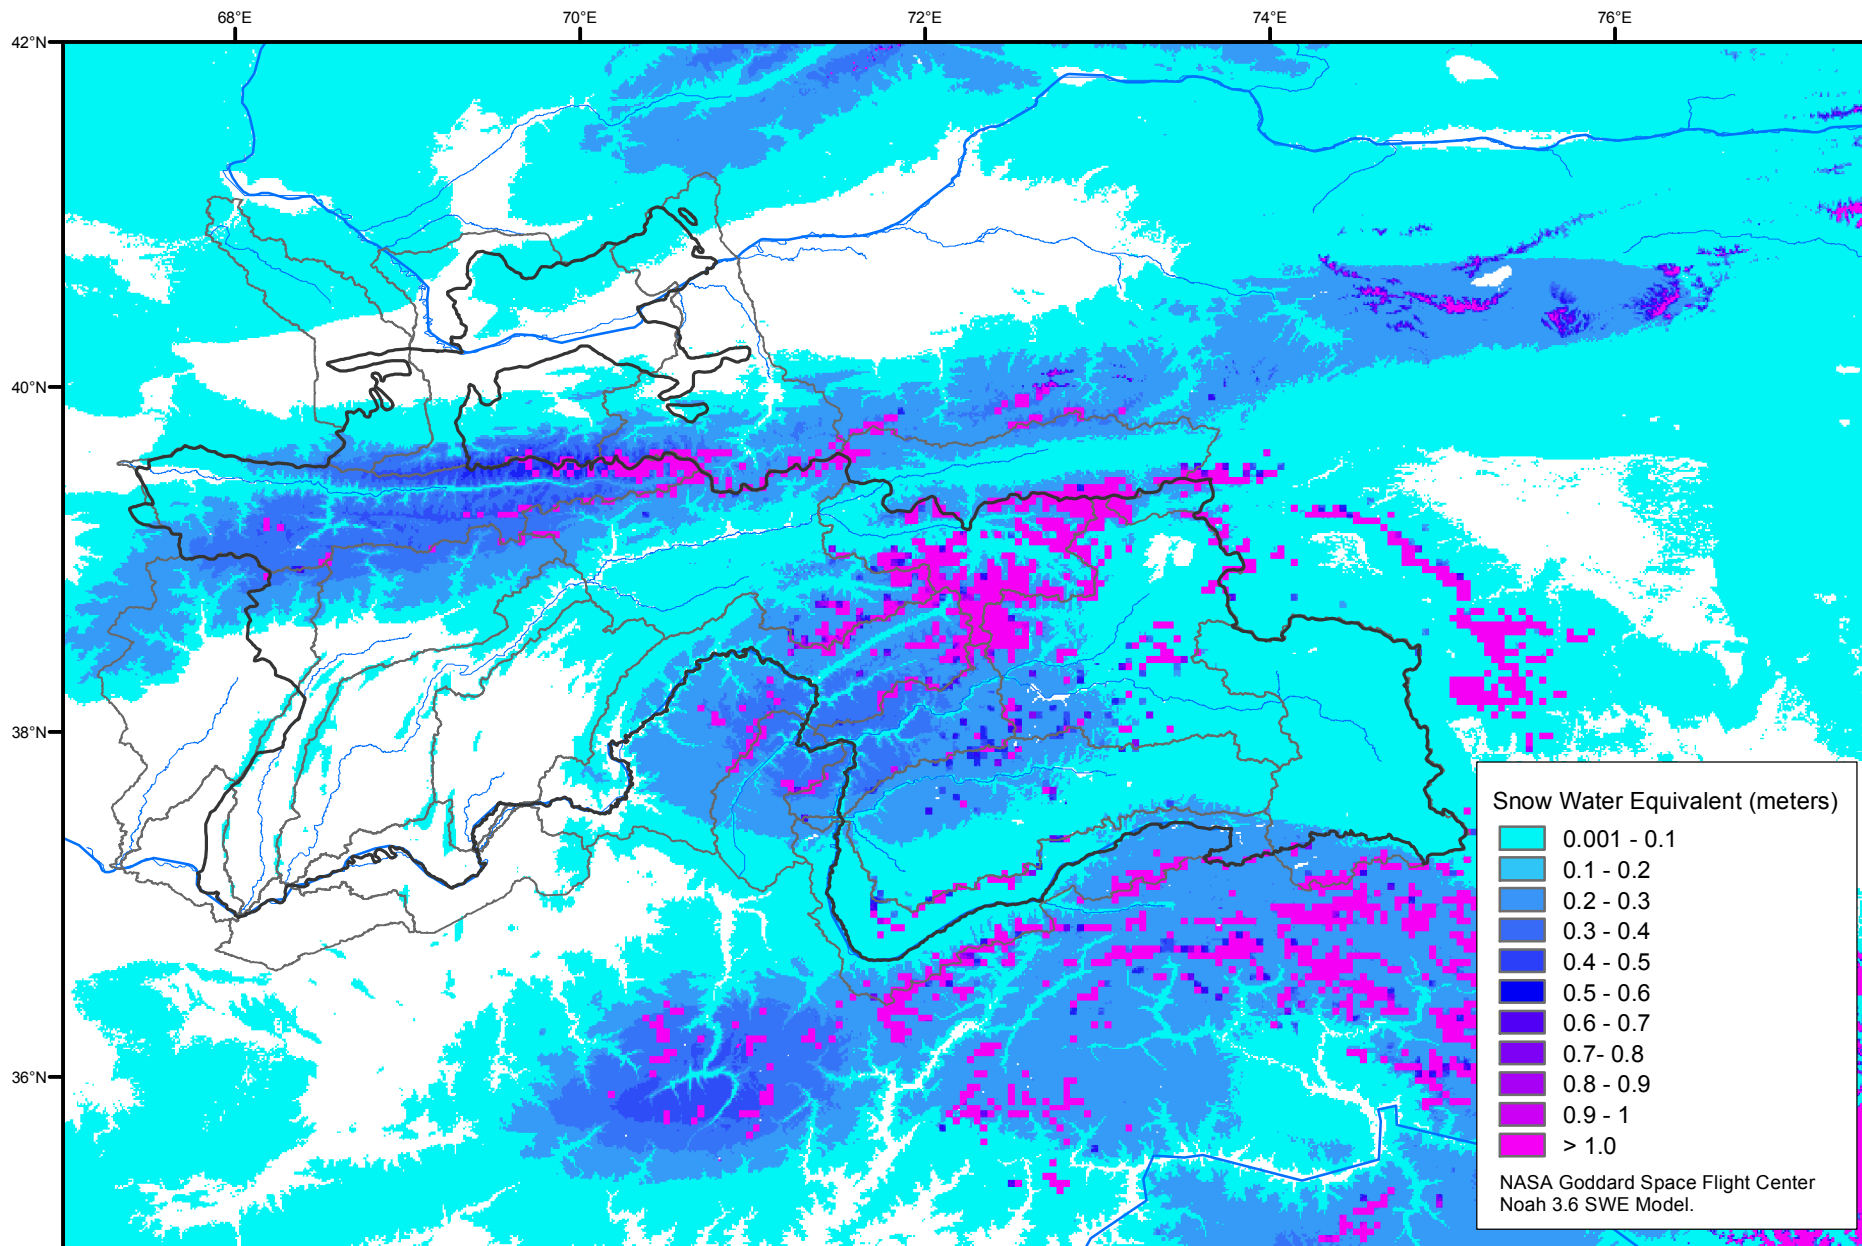 68°E
70°E
72°E
74°E
76°E
42°N
40°N
38°N
36°N
Snow Water Equivalent (meters)
0.001 - 0.1
0.1 - 0.2
0.2 - 0.3
0.3 - 0.4
0.4 - 0.5
0.5 - 0.6
0.6 - 0.7
0.7- 0.8
0.8 - 0.9
0.9 - 1
> 1.0
NASA Goddard Space Flight Center
Noah 3.6 SWE Model.